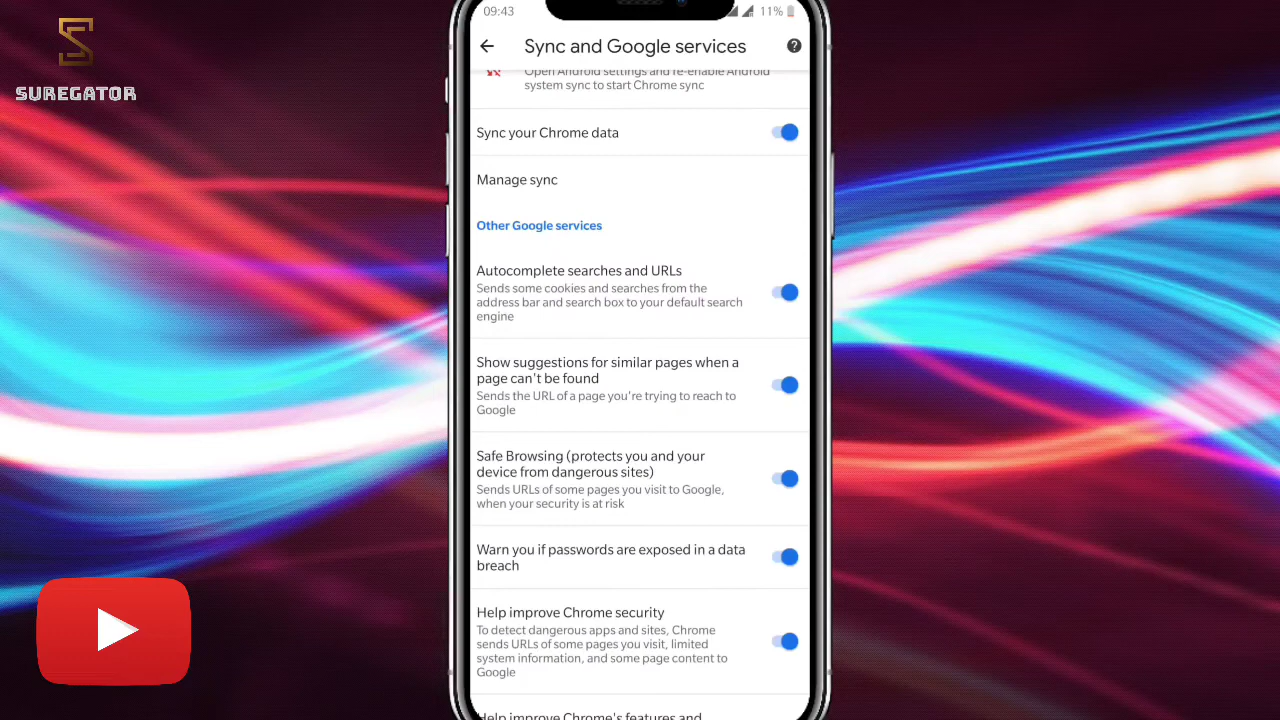 09:43
11%
SUREGATOR
Sync and Google services
Open Android settings and re-enable Android
system sync to start Chrome sync
Sync your Chrome data
Manage sync
Other Google services
Autocomplete searches and URLs
Sends some cookies and searches from the
address bar and search box to your default search
engine
Show suggestions for similar pages when a
page can't be found
Sends the URL of a page you're trying to reach to
Google
Safe Browsing (protects you and your
device from dangerous sites)
Sends URLs of some pages you visit to Google,
when your security is at risk
Warn you if passwords are exposed in a data
breach
Help improve Chrome security
To detect dangerous apps and sites, Chrome
sends URLs of some pages you visit, limited
system information, and some page content to
Google
Help improve Chrome's features and